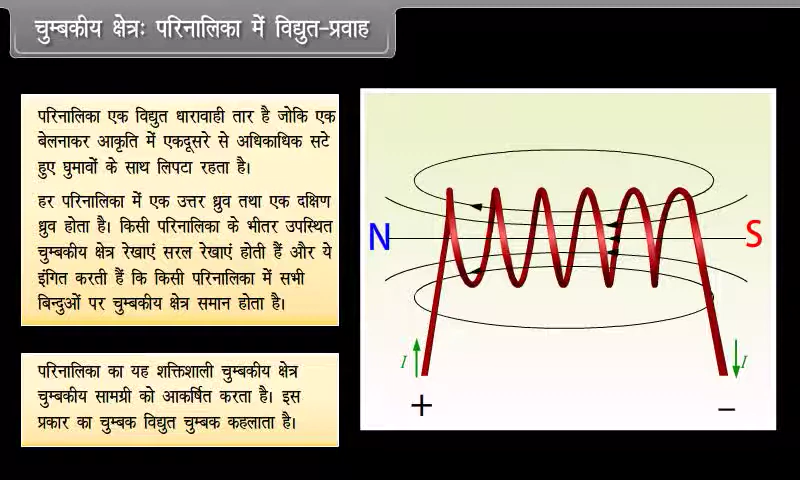 चुम्बकीय क्षेत्रः परिनालिका में विद्युत-प्रवाह
परिनालिका एक विद्युत धारावाही तार है जोकि एक
बेलनाकर आकृति में एकदूसरे से अधिकाधिक सटे
हुए घुमावों के साथ लिपटा रहता है।
हर परिनालिका में एक उत्तर ध्रुव तथा एक दक्षिण
ध्रुव होता है। किसी परिनालिका के भीतर उपस्थित
चुम्बकीय क्षेत्र रेखाएं सरल रेखाएं होती हैं और ये
इंगित करती हैं कि किसी परिनालिका में सभी
बिन्दुओं पर चुम्बकीय क्षेत्र समान होता है।
परिनालिका का यह शक्तिशाली चुम्बकीय क्षेत्र
चुम्बकीय सामग्री को आकर्षित करता है। इस
प्रकार का चुम्बक विद्युत चुम्बक कहलाता है।
N
S
I
I
+
–